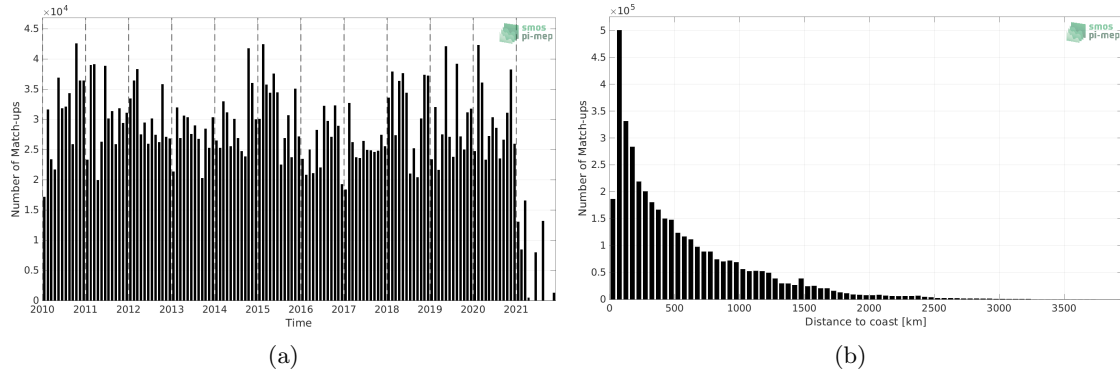 ×10⁴
4.5
4
3.5
3
2.5
2
1.5
1
0.5
0
Number of Match-ups
2010 2011 2012 2013 2014 2015 2016 2017 2018 2019 2020 2021
Time
smos
pi-mep
(a)
×10⁵
5
4.5
4
3.5
3
2.5
2
1.5
1
0.5
0
Number of Match-ups
0 500 1000 1500 2000 2500 3000 3500
Distance to coast [km]
smos
pi-mep
(b)